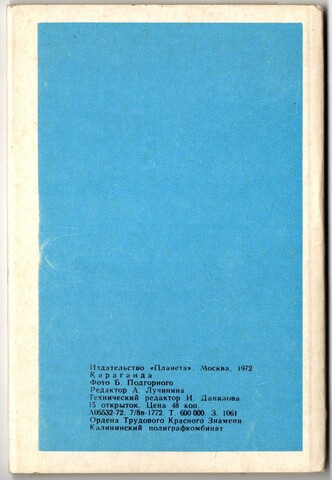 Издательство «Планета». Москва, 1972
Караганда
Фото Б. Подгорного
Редактор А. Лучинина
Технический редактор И. Данилова
15 открыток. Цена 48 коп.
А05532-72. 7/8в-1772. Т. 600 000. З. 1061
Ордена Трудового Красного Знамени
Калининский полиграфкомбинат